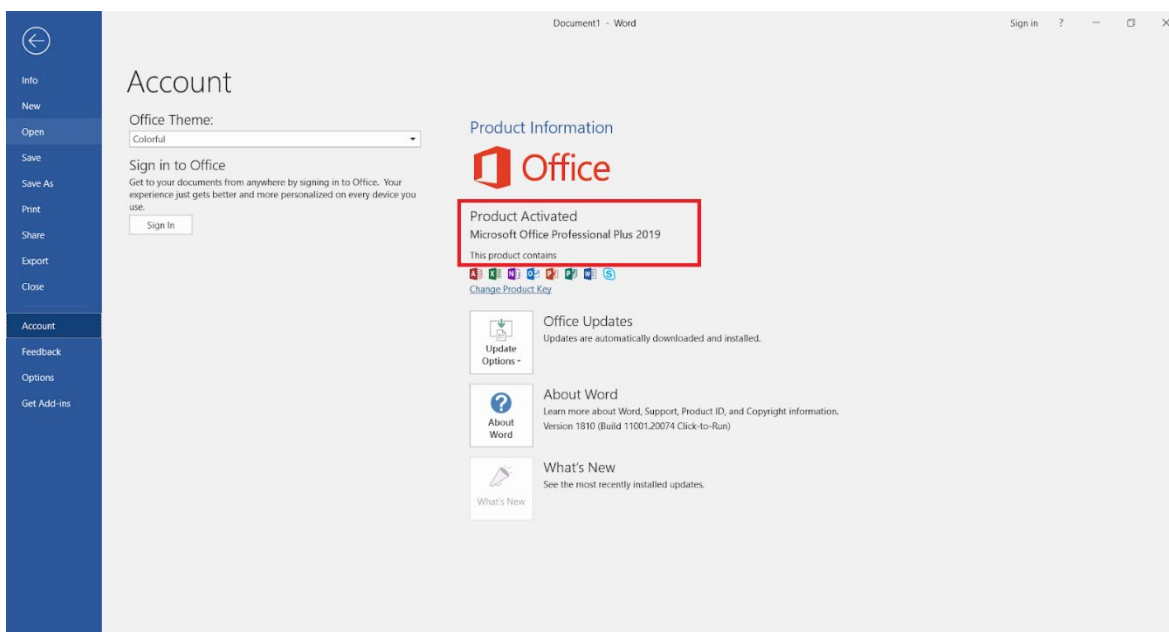 Document1 - Word
Sign in ?
Info
New
Open
Save
Save As
Print
Share
Export
Close
Account
Feedback
Options
Get Add-ins
Account
Office Theme:
Colorful
Sign in to Office
Get to your documents from anywhere by signing in to Office. Your
experience just gets better and more personalized on every device you
use.
Sign In
Product Information
Office
Product Activated
Microsoft Office Professional Plus 2019
This product contains
Change Product Key
Update
Options
Office Updates
Updates are automatically downloaded and installed.
?
About
Word
About Word
Learn more about Word, Support, Product ID, and Copyright information.
Version 1810 (Build 11001.20074 Click-to-Run)
What's New
What's New
See the most recently installed updates.